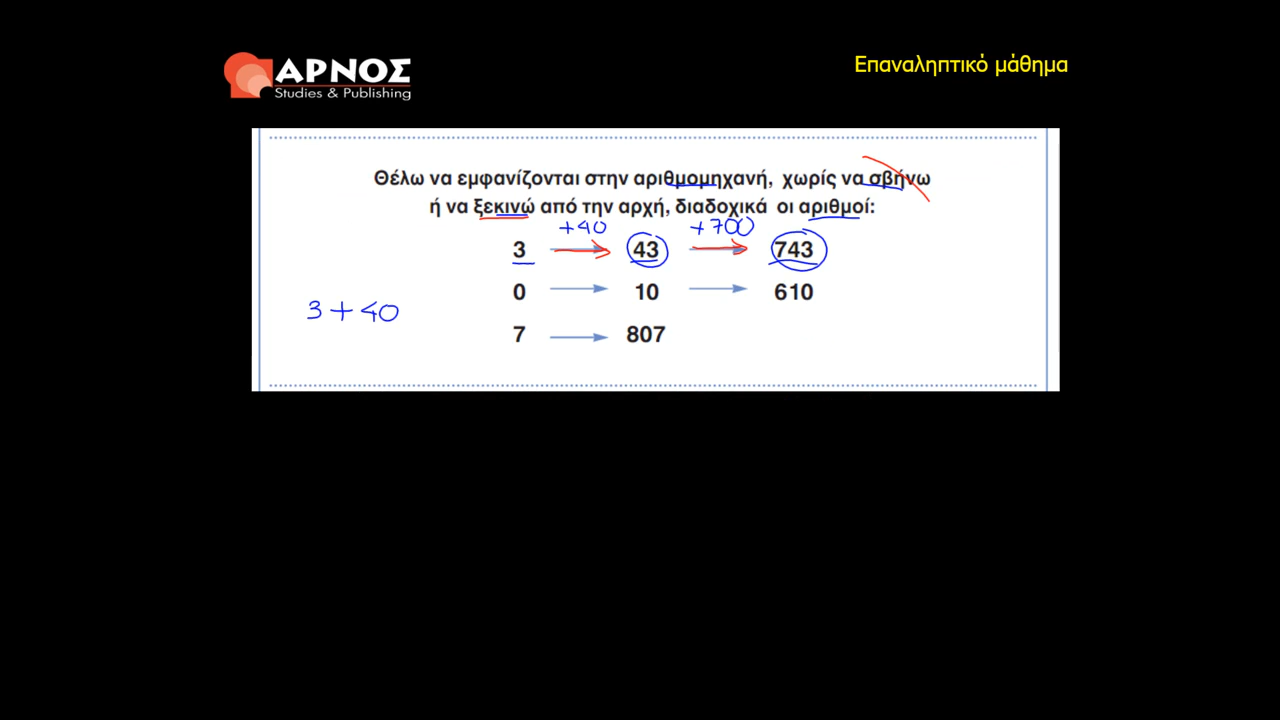 ΑΡΝΟΣ
Studies & Publishing
Επαναληπτικό μάθημα
Θέλω να εμφανίζονται στην αριθμομηχανή, χωρίς να σβήνω
ή να ξεκινώ από την αρχή, διαδοχικά οι αριθμοί:
+40 +700
3 43 743
0 10 610
3+40
7 807